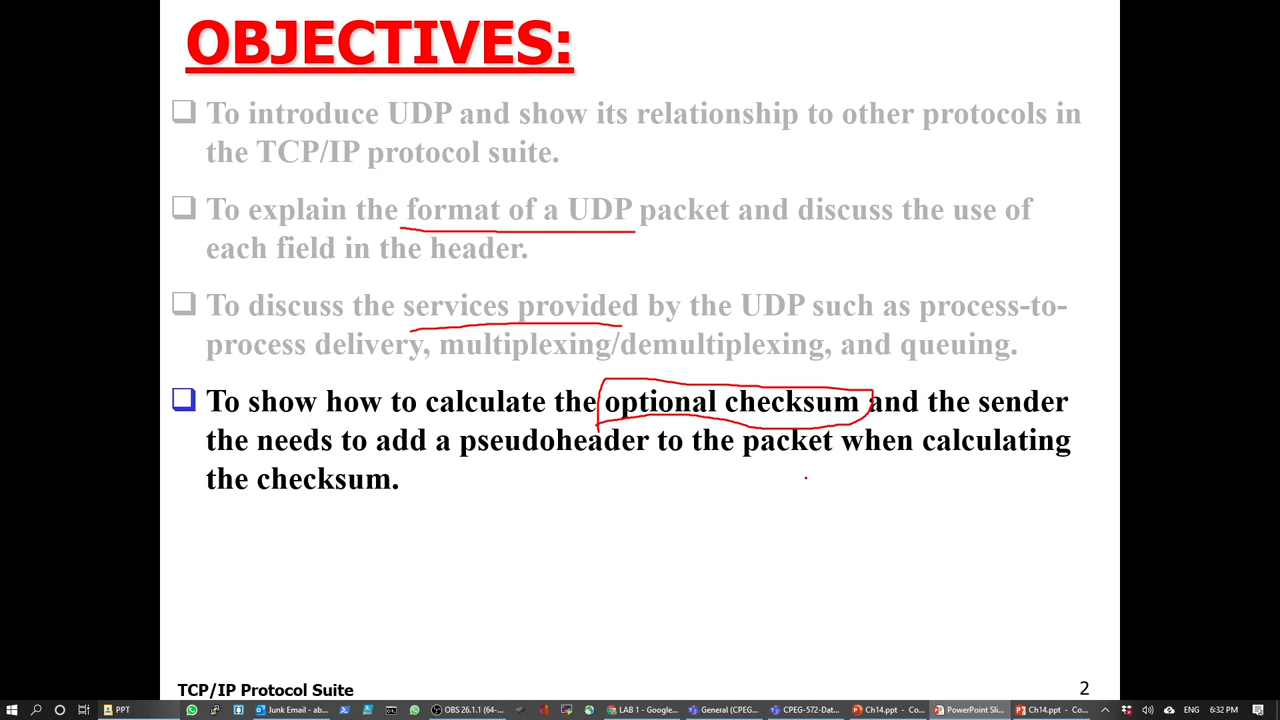 OBJECTIVES:
To introduce UDP and show its relationship to other protocols in
the TCP/IP protocol suite.
To explain the format of a UDP packet and discuss the use of
each field in the header.
To discuss the services provided by the UDP such as process-to-
process delivery, multiplexing/demultiplexing, and queuing.
To show how to calculate the optional checksum and the sender
the needs to add a pseudoheader to the packet when calculating
the checksum.
TCP/IP Protocol Suite 2
PPT Junk Email - ab... OBS 26.1.1 (64-... LAB 1 - Google... General (CPEG... CPEG-572-Dat... Ch14.ppt - Co... PowerPoint Sli... Ch14.ppt - Co... ENG 6:32 PM